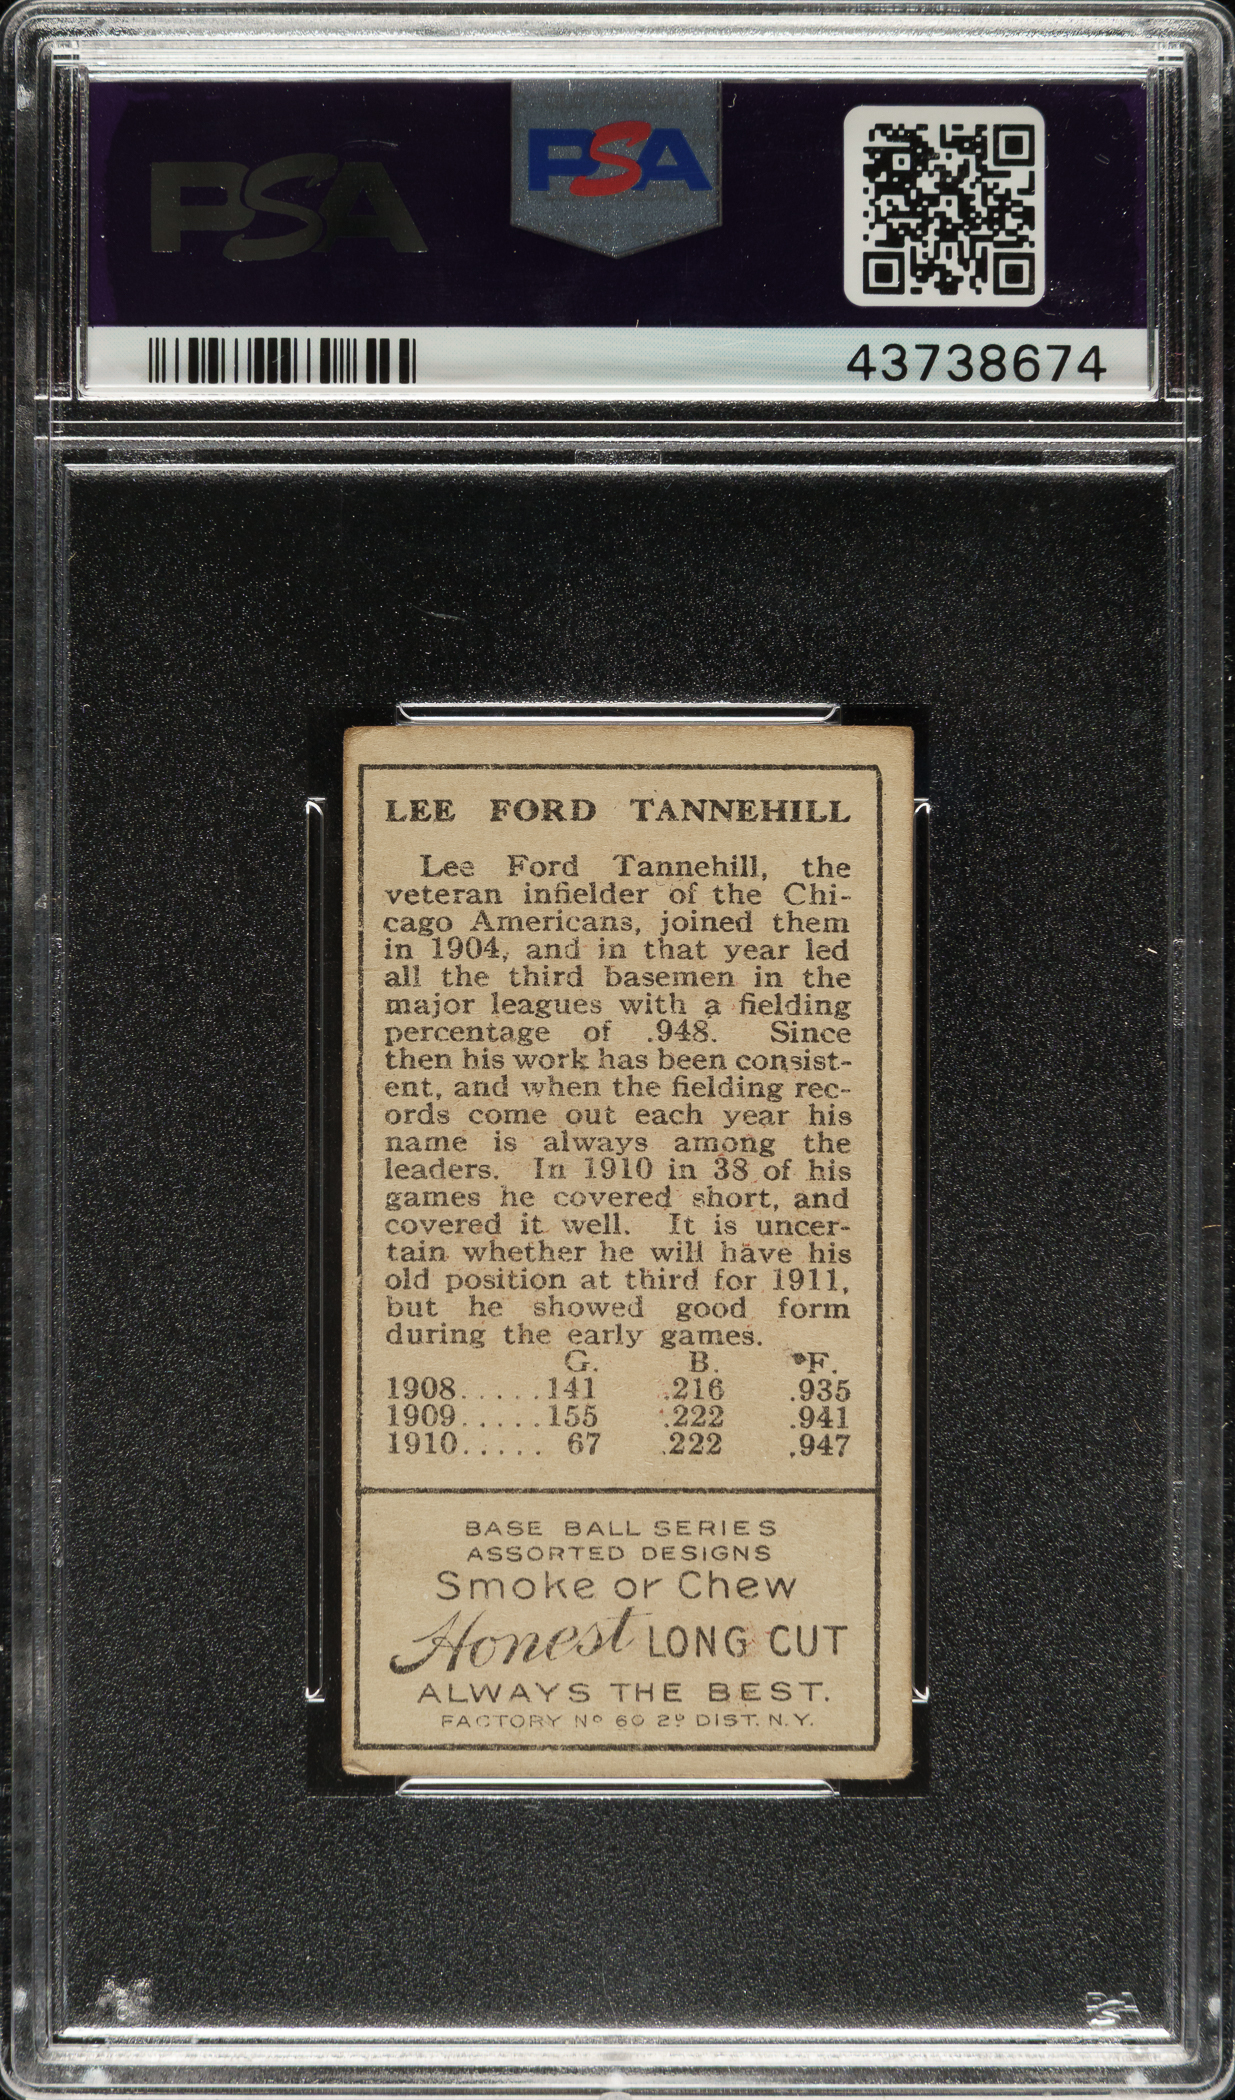 PSA
PSA
43738674
LEE FORD TANNEHILL
Lee Ford Tannehill, the
veteran infielder of the Chi-
cago Americans, joined them
in 1904, and in that year led
all the third basemen in the
major leagues with a fielding
percentage of .948. Since
then his work has been consist-
ent, and when the fielding rec-
ords come out each year his
name is always among the
leaders. In 1910 in 38 of his
games he covered short, and
covered it well. It is uncer-
tain whether he will have his
old position at third for 1911,
but he showed good form
during the early games.
G. B. F.
1908.....141 .216 .935
1909.....155 .222 .941
1910..... 67 .222 .947
BASE BALL SERIES
ASSORTED DESIGNS
Smoke or Chew
Honest LONG CUT
ALWAYS THE BEST.
FACTORY Nº 60 2ᴰ DIST. N.Y.
PSA